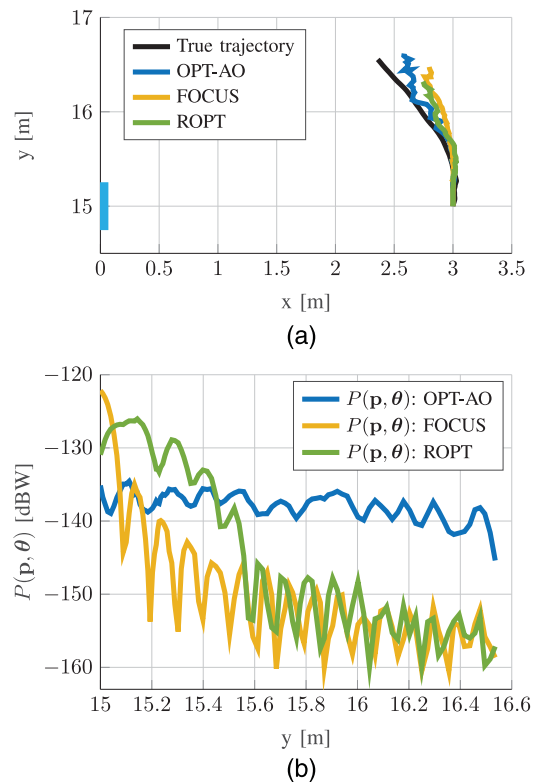 17
16
15
y [m]
True trajectory
OPT-AO
FOCUS
ROPT
0 0.5 1 1.5 2 2.5 3 3.5
x [m]
(a)
−120
−130
−140
−150
−160
P(p, θ) [dBW]
P(p, θ): OPT-AO
P(p, θ): FOCUS
P(p, θ): ROPT
15 15.2 15.4 15.6 15.8 16 16.2 16.4 16.6
y [m]
(b)